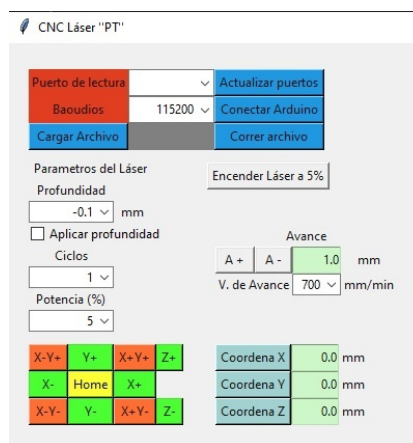 CNC Láser "PT"
Puerto de lectura Actualizar puertos
Baoudios 115200 Conectar Arduino
Cargar Archivo Correr archivo
Parametros del Láser
Encender Láser a 5%
Profundidad
-0.1 mm
Aplicar profundidad
Avance
Ciclos
A + A - 1.0 mm
1 V. de Avance 700 mm/min
Potencia (%)
5
X-Y+ Y+ X+Y+ Z+ Coordena X 0.0 mm
X- Home X+ Coordena Y 0.0 mm
X-Y- Y- X+Y- Z- Coordena Z 0.0 mm